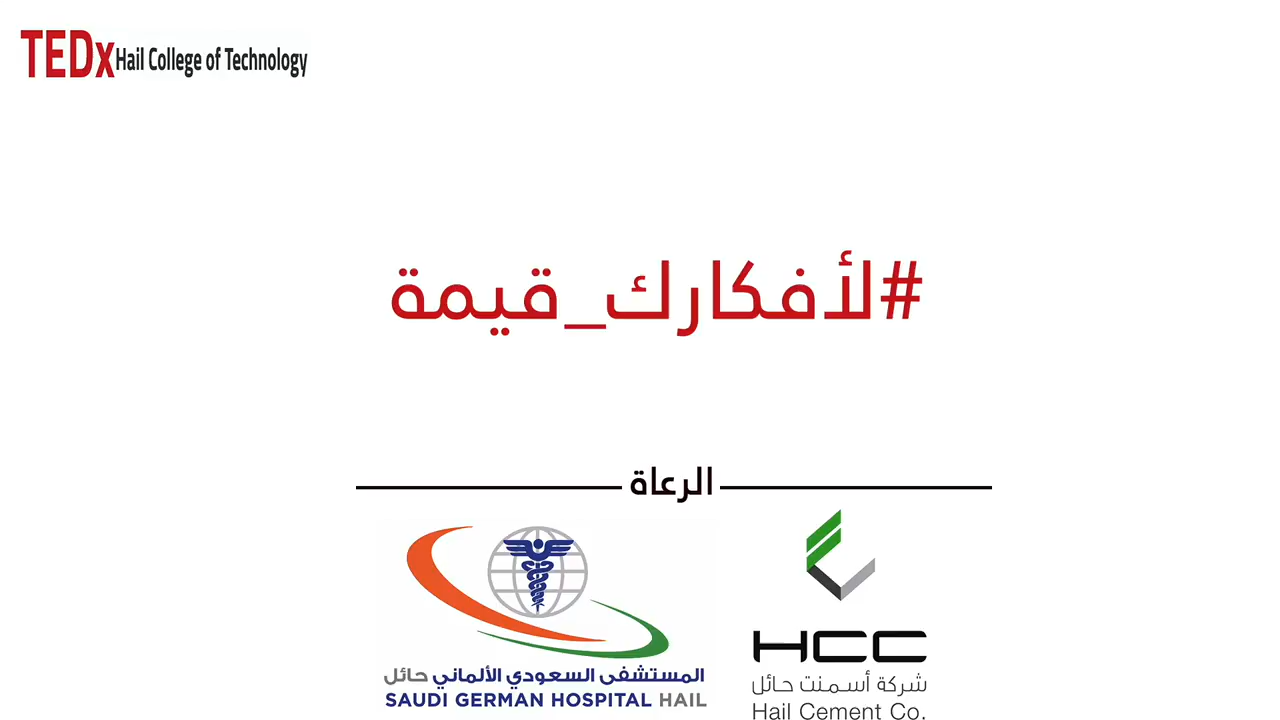 TEDx Hail College of Technology
#لأفكارك_قيمة
الرعاة
المستشفى السعودي الألماني حائل
SAUDI GERMAN HOSPITAL HAIL
HCC
شركة أسمنت حائل
Hail Cement Co.